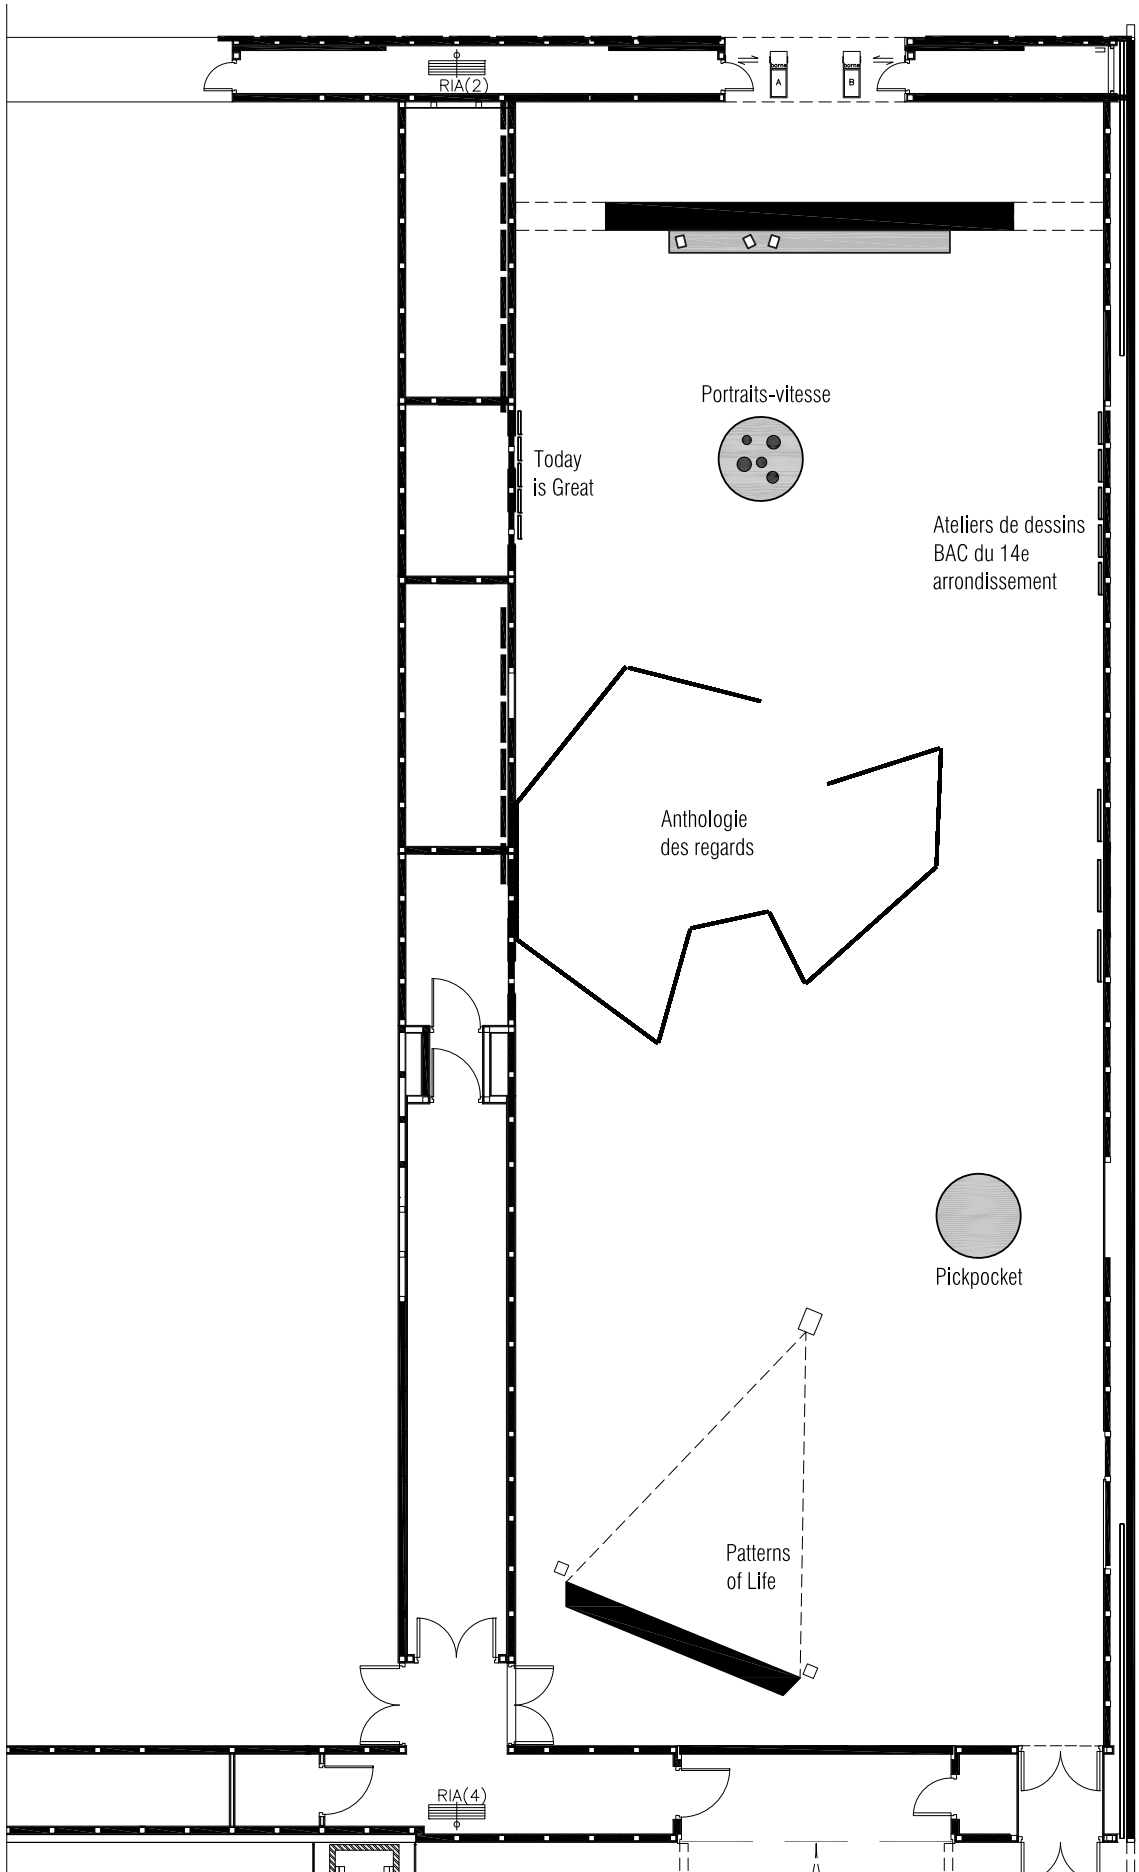 RIA(2)
borne
A
borne
B
Portraits-vitesse
Today
is Great
Ateliers de dessins
BAC du 14e
arrondissement
Anthologie
des regards
Pickpocket
Patterns
of Life
RIA(4)